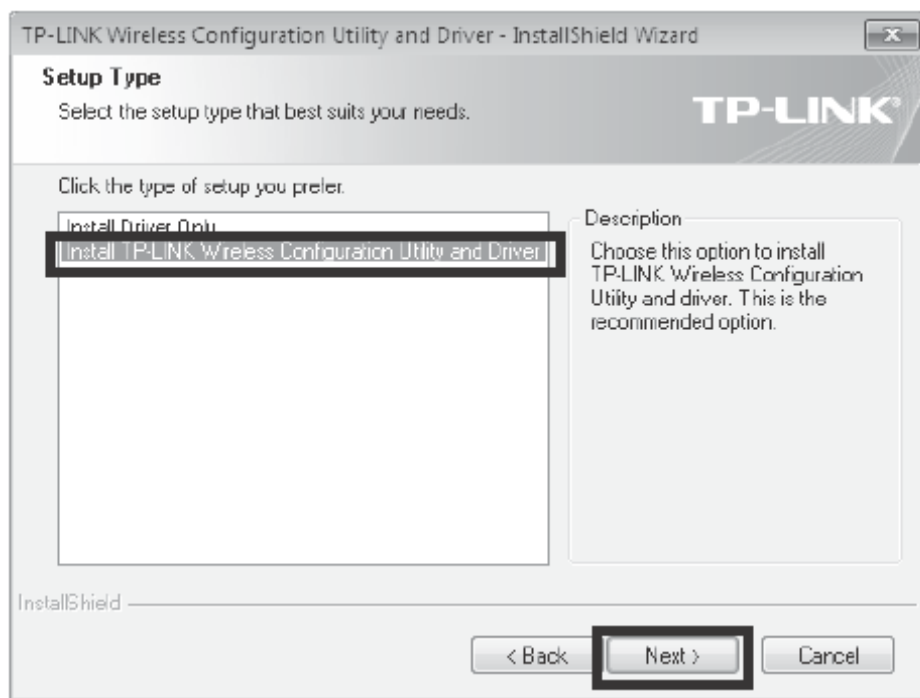 TP-LINK Wireless Configuration Utility and Driver - InstallShield Wizard
Setup Type
Select the setup type that best suits your needs.
TP-LINK®
Click the type of setup you prefer.
Install Driver Only
Install TP-LINK Wireless Configuration Utility and Driver
Description
Choose this option to install
TP-LINK Wireless Configuration
Utility and driver. This is the
recommended option.
InstallShield
< Back
Next >
Cancel